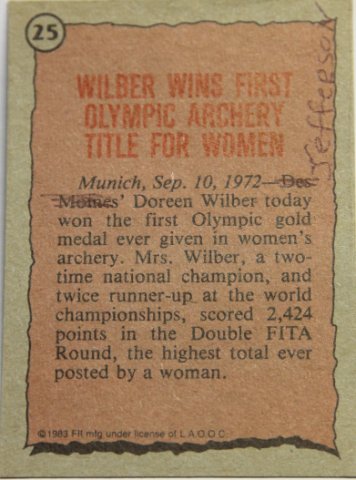 25
WILBER WINS FIRST
OLYMPIC ARCHERY
TITLE FOR WOMEN
Jefferson
Munich, Sep. 10, 1972—Des
Moines' Doreen Wilber today
won the first Olympic gold
medal ever given in women's
archery. Mrs. Wilber, a two-
time national champion, and
twice runner-up at the world
championships, scored 2,424
points in the Double FITA
Round, the highest total ever
posted by a woman.
©1983 Flt mfg under license of L.A.O.O.C.